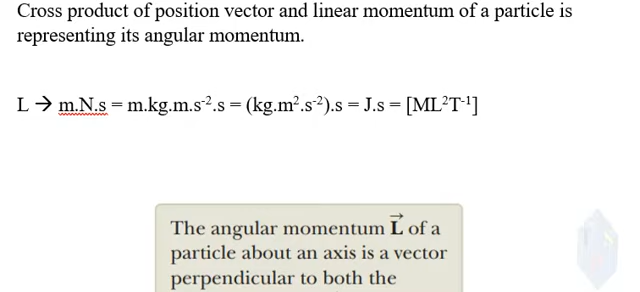 Cross product of position vector and linear momentum of a particle is
representing its angular momentum.
L → m.N.s = m.kg.m.s⁻².s = (kg.m².s⁻²).s = J.s = [ML²T⁻¹]
The angular momentum L⃗ of a
particle about an axis is a vector
perpendicular to both the